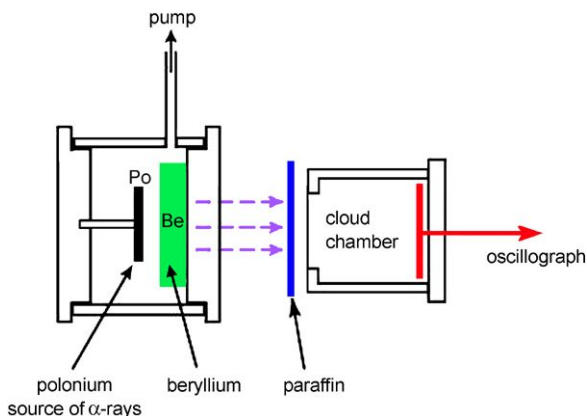 pump
Po
Be
cloud
chamber
oscillograph
polonium
source of α-rays
beryllium
paraffin